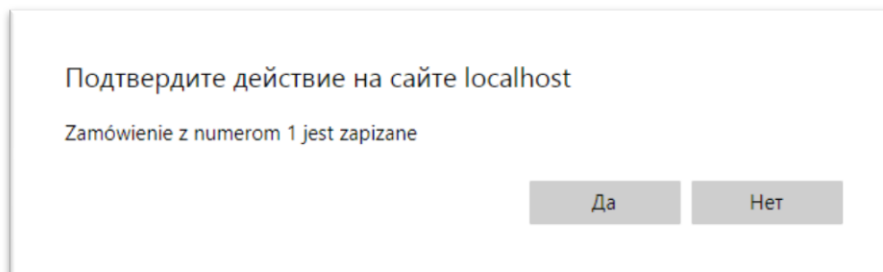 Подтвердите действие на сайте localhost
Zamówienie z numerom 1 jest zapizane
Да Нет